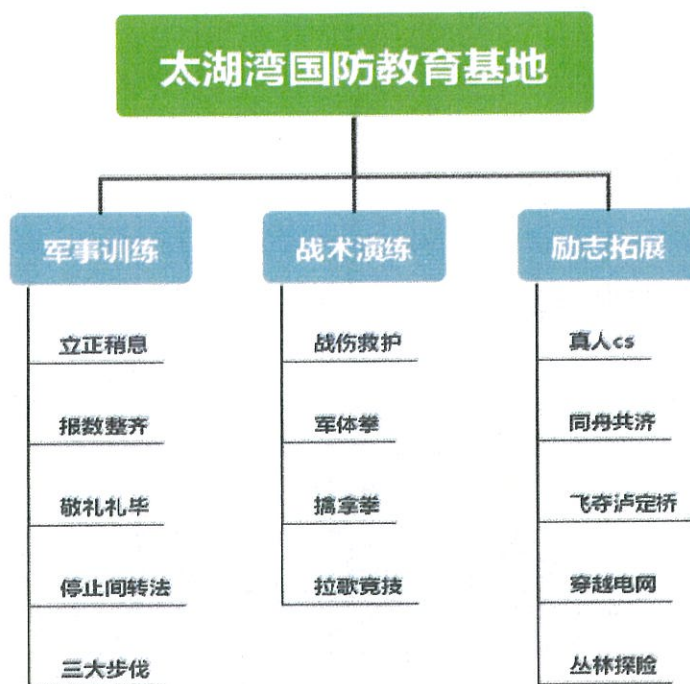 太湖湾国防教育基地
军事训练
立正稍息
报数整齐
敬礼礼毕
停止间转法
三大步伐
战术演练
战伤救护
军体拳
擒拿拳
拉歌竞技
励志拓展
真人cs
同舟共济
飞夺泸定桥
穿越电网
丛林探险